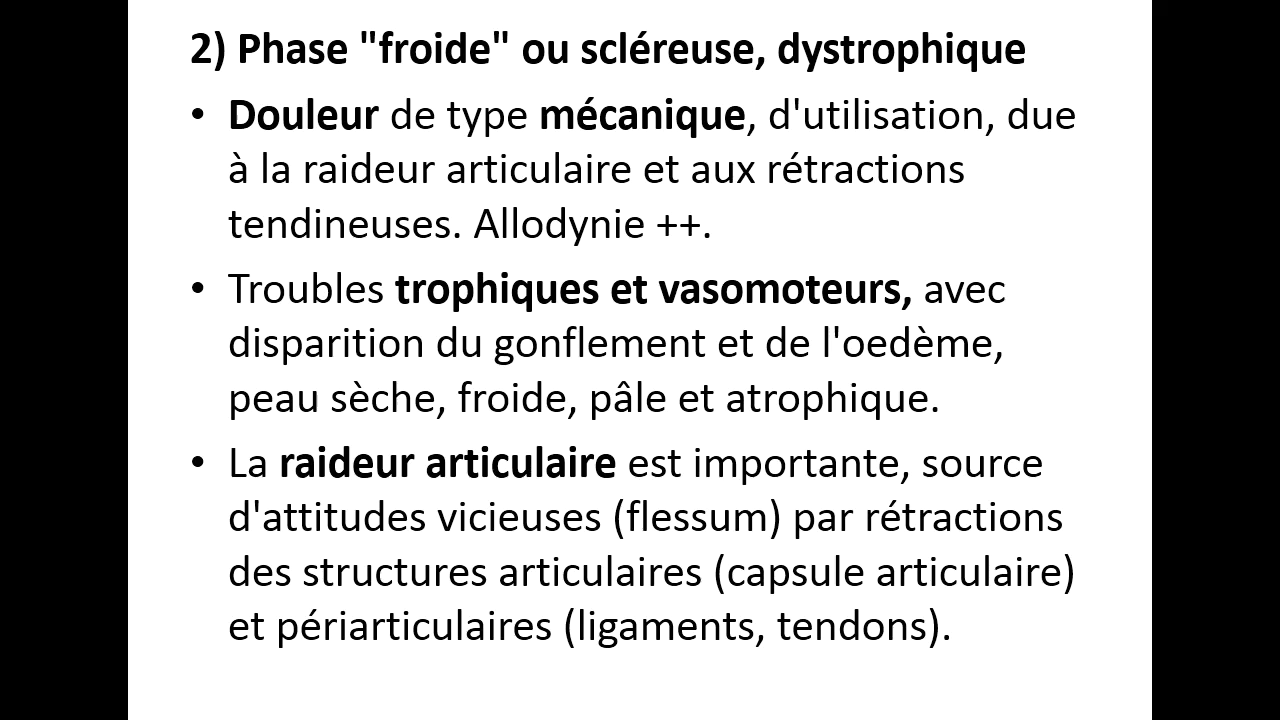 2) Phase "froide" ou scléreuse, dystrophique
• Douleur de type mécanique, d'utilisation, due
à la raideur articulaire et aux rétractions
tendineuses. Allodynie ++.
• Troubles trophiques et vasomoteurs, avec
disparition du gonflement et de l'oedème,
peau sèche, froide, pâle et atrophique.
• La raideur articulaire est importante, source
d'attitudes vicieuses (flessum) par rétractions
des structures articulaires (capsule articulaire)
et périarticulaires (ligaments, tendons).